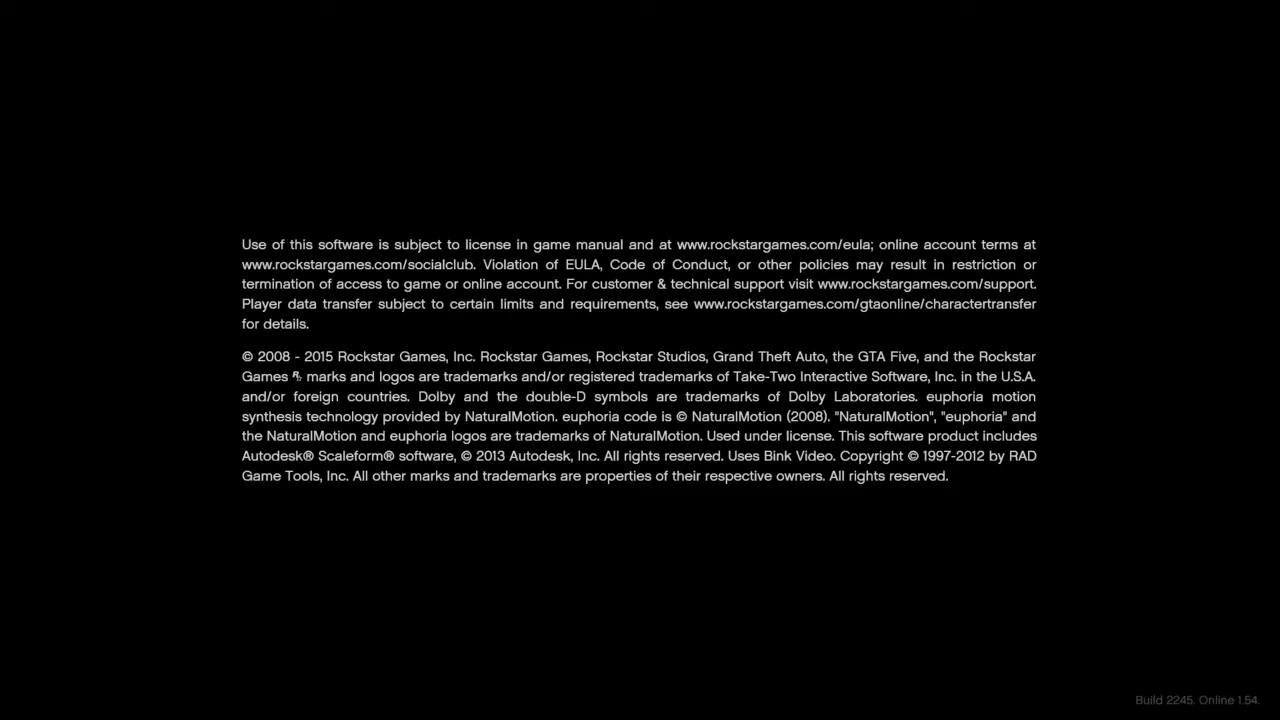 Use of this software is subject to license in game manual and at www.rockstargames.com/eula; online account terms at
www.rockstargames.com/socialclub. Violation of EULA, Code of Conduct, or other policies may result in restriction or
termination of access to game or online account. For customer & technical support visit www.rockstargames.com/support.
Player data transfer subject to certain limits and requirements, see www.rockstargames.com/gtaonline/charactertransfer
for details.
© 2008 - 2015 Rockstar Games, Inc. Rockstar Games, Rockstar Studios, Grand Theft Auto, the GTA Five, and the Rockstar
Games R* marks and logos are trademarks and/or registered trademarks of Take-Two Interactive Software, Inc. in the U.S.A.
and/or foreign countries. Dolby and the double-D symbols are trademarks of Dolby Laboratories. euphoria motion
synthesis technology provided by NaturalMotion. euphoria code is © NaturalMotion (2008). "NaturalMotion", "euphoria" and
the NaturalMotion and euphoria logos are trademarks of NaturalMotion. Used under license. This software product includes
Autodesk® Scaleform® software, © 2013 Autodesk, Inc. All rights reserved. Uses Bink Video. Copyright © 1997-2012 by RAD
Game Tools, Inc. All other marks and trademarks are properties of their respective owners. All rights reserved.
Build 2245. Online 1.54.